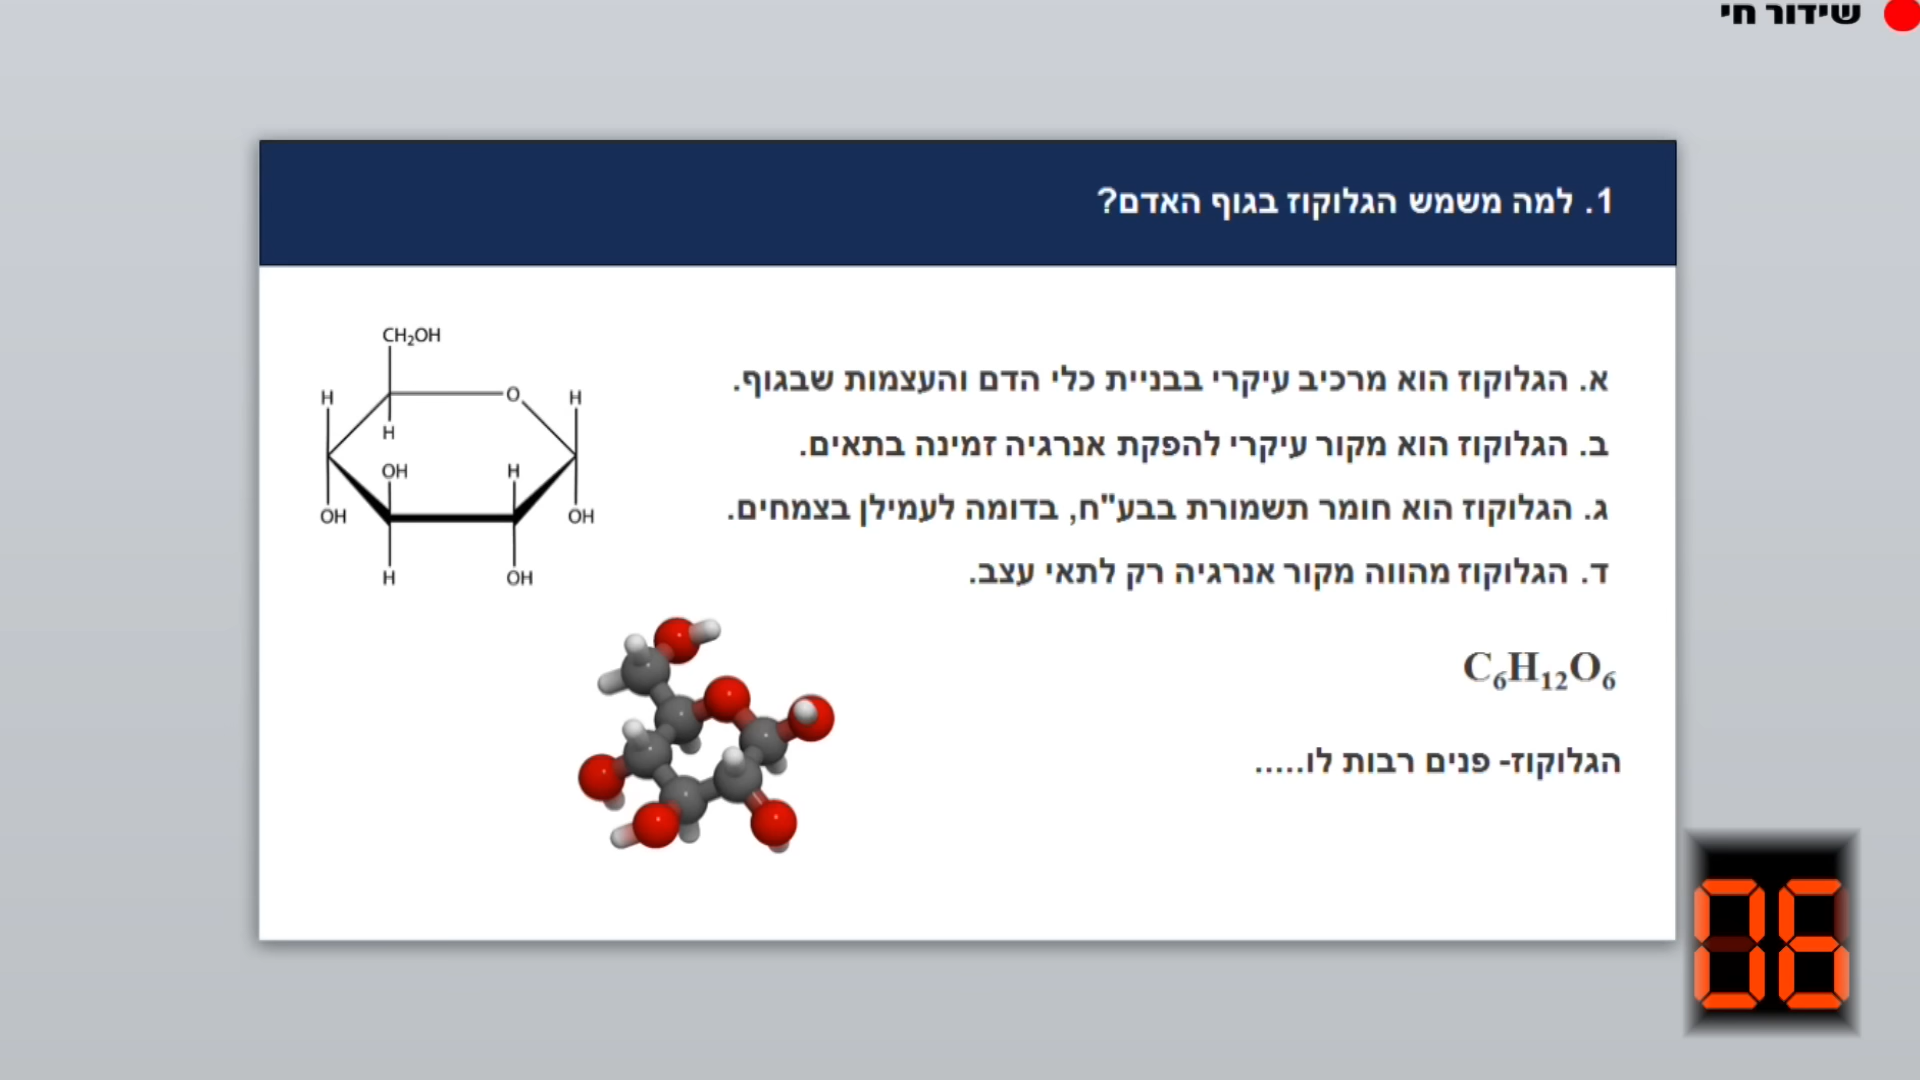 שידור חי
1. למה משמש הגלוקוז בגוף האדם?
א. הגלוקוז הוא מרכיב עיקרי בבניית כלי הדם והעצמות שבגוף.
ב. הגלוקוז הוא מקור עיקרי להפקת אנרגיה זמינה בתאים.
ג. הגלוקוז הוא חומר תשמורת בבע"ח, בדומה לעמילן בצמחים.
ד. הגלוקוז מהווה מקור אנרגיה רק לתאי עצב.
C₆H₁₂O₆
הגלוקוז- פנים רבות לו.....
CH₂OH
H O H
H
OH H
OH OH
H OH
06